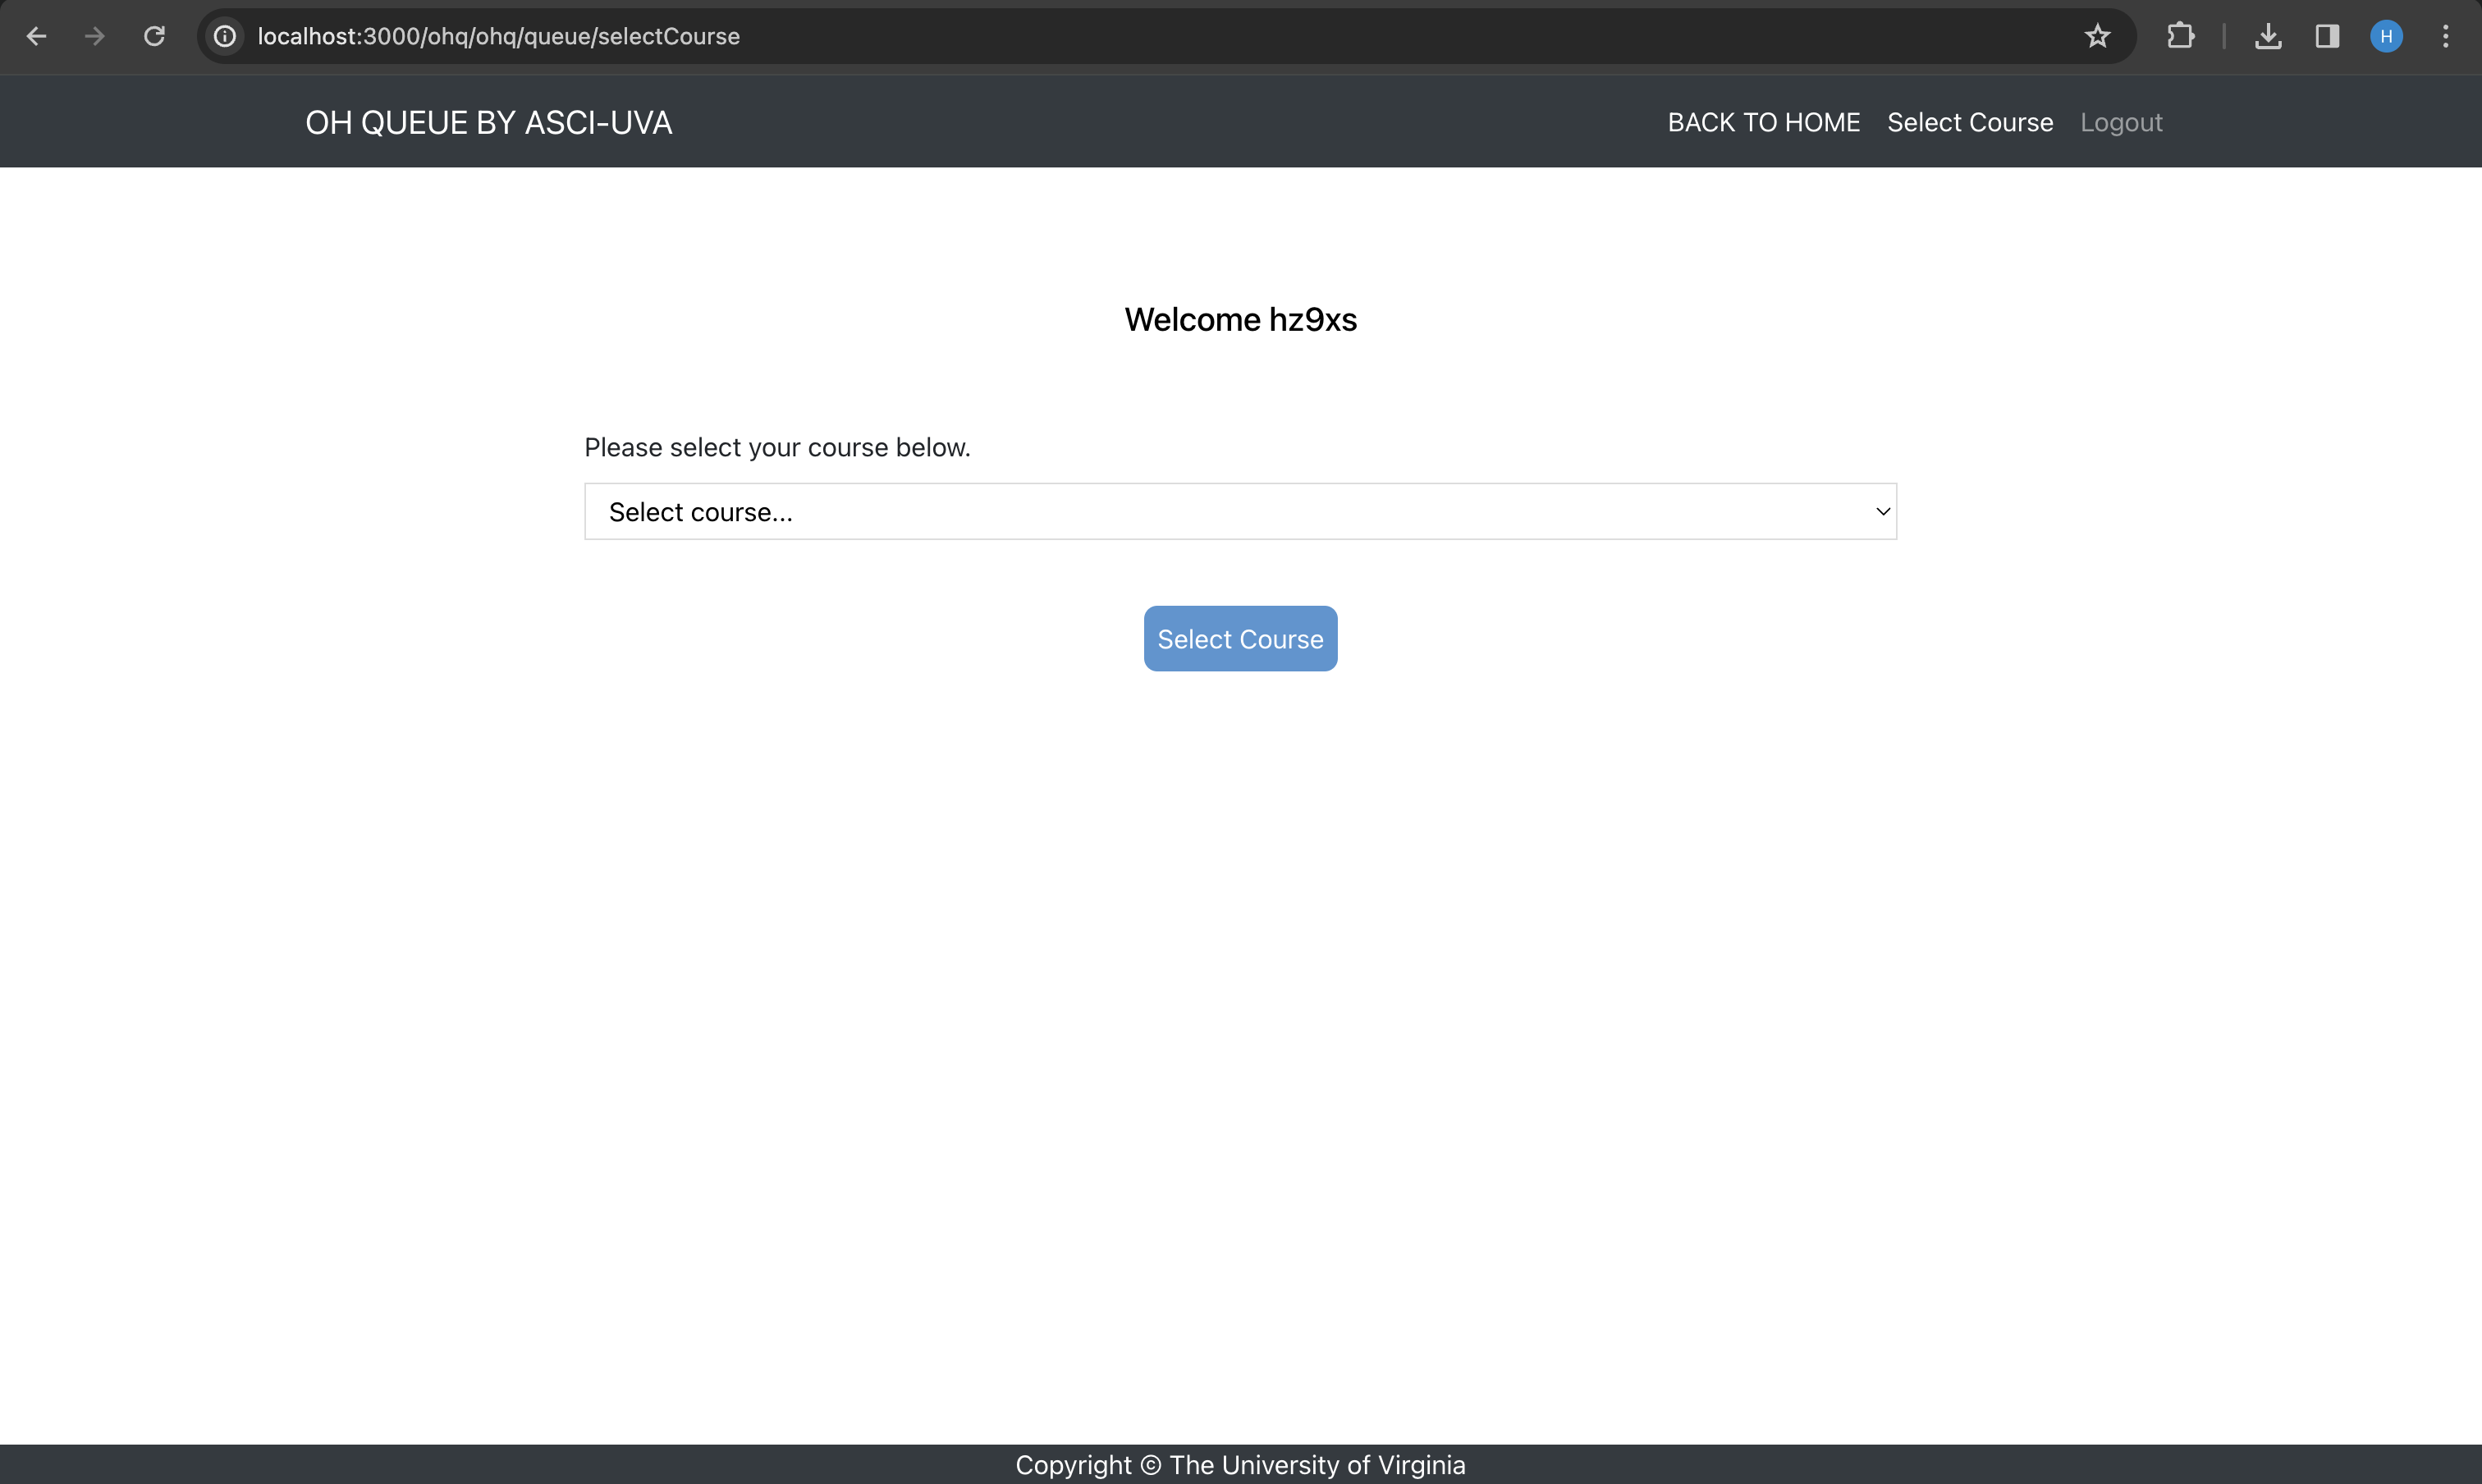 localhost:3000/ohq/ohq/queue/selectCourse
H
OH QUEUE BY ASCI-UVA
BACK TO HOME Select Course Logout
Welcome hz9xs
Please select your course below.
Select course...
Select Course
Copyright © The University of Virginia